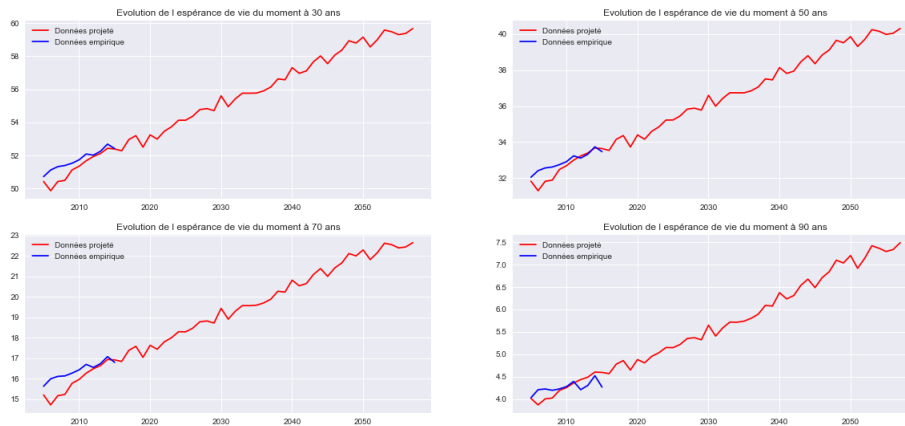 Evolution de l espérance de vie du moment à 30 ans
60
58
56
54
52
50
Données projeté
Données empirique
2010 2020 2030 2040 2050
Evolution de l espérance de vie du moment à 50 ans
40
38
36
34
32
Données projeté
Données empirique
2010 2020 2030 2040 2050
Evolution de l espérance de vie du moment à 70 ans
23
22
21
20
19
18
17
16
15
Données projeté
Données empirique
2010 2020 2030 2040 2050
Evolution de l espérance de vie du moment à 90 ans
7.5
7.0
6.5
6.0
5.5
5.0
4.5
4.0
Données projeté
Données empirique
2010 2020 2030 2040 2050